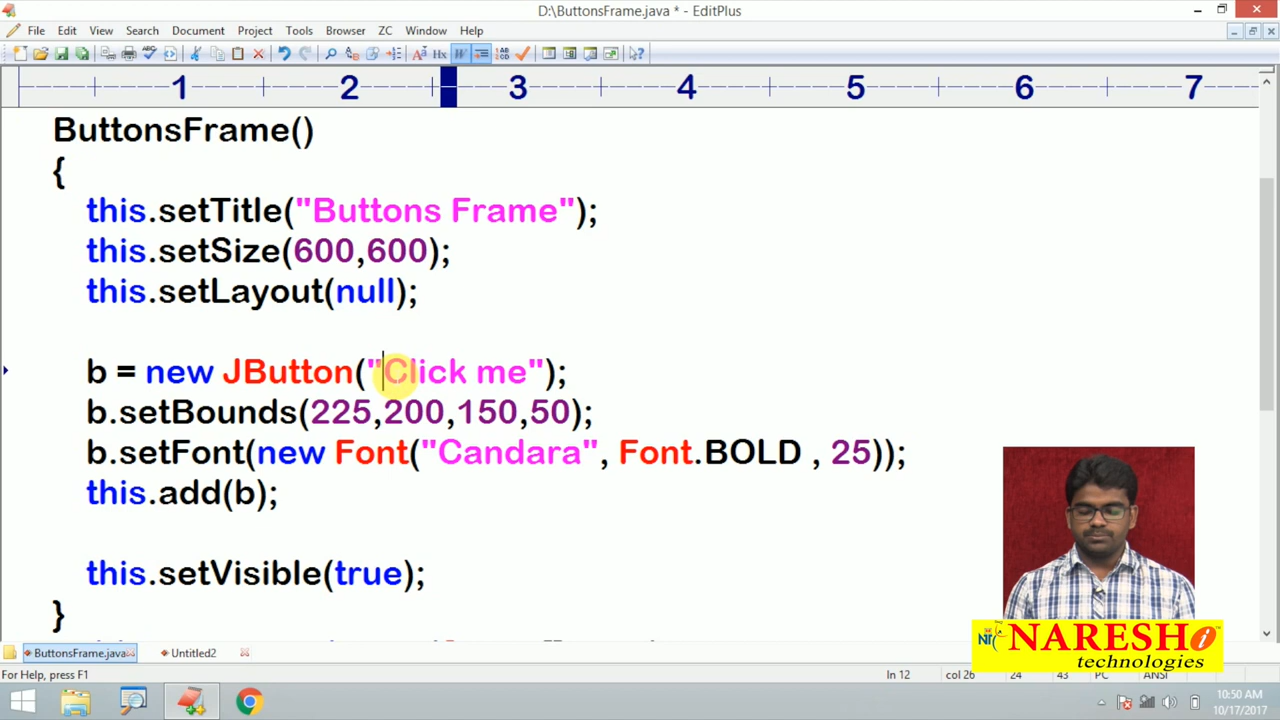 D:\ButtonsFrame.java * - EditPlus
File Edit View Search Document Project Tools Browser ZC Window Help
1 2 3 4 5 6 7
ButtonsFrame()
{
this.setTitle("Buttons Frame");
this.setSize(600,600);
this.setLayout(null);
b = new JButton("Click me");
b.setBounds(225,200,150,50);
b.setFont(new Font("Candara", Font.BOLD , 25));
this.add(b);
this.setVisible(true);
}
NARESH i
technologies
ButtonsFrame.java Untitled2
For Help, press F1 ln 12 col 26 24 43 PC ANSI
10:50 AM
10/17/2017